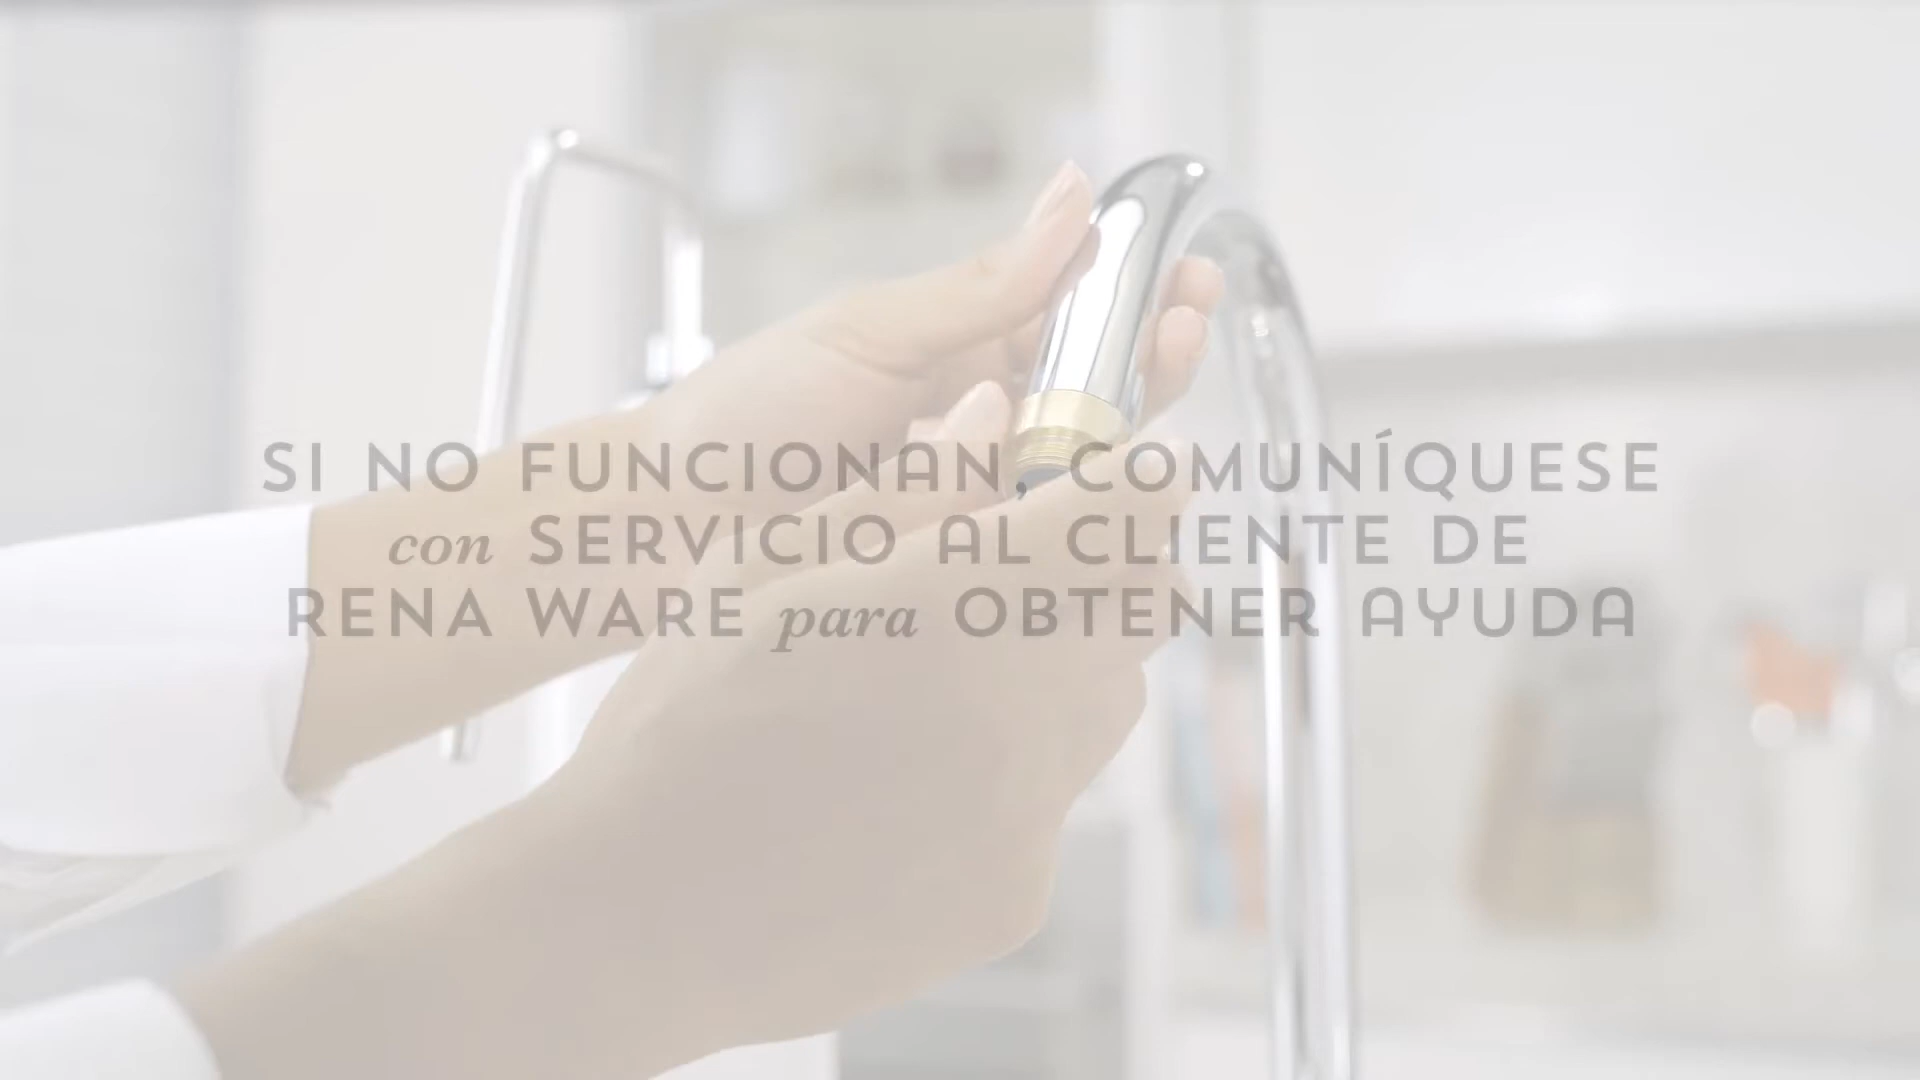 SI NO FUNCIONAN, COMUNÍQUESE
con SERVICIO AL CLIENTE DE
RENA WARE para OBTENER AYUDA